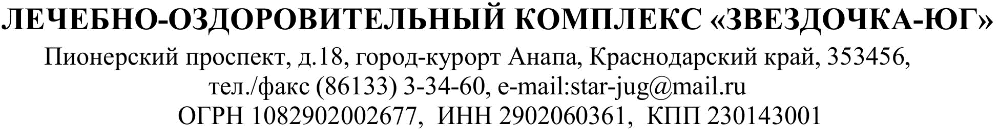 ЛЕЧЕБНО-ОЗДОРОВИТЕЛЬНЫЙ КОМПЛЕКС «ЗВЕЗДОЧКА-ЮГ»
Пионерский проспект, д.18, город-курорт Анапа, Краснодарский край, 353456,
тел./факс (86133) 3-34-60, e-mail:star-jug@mail.ru
ОГРН 1082902002677, ИНН 2902060361, КПП 230143001